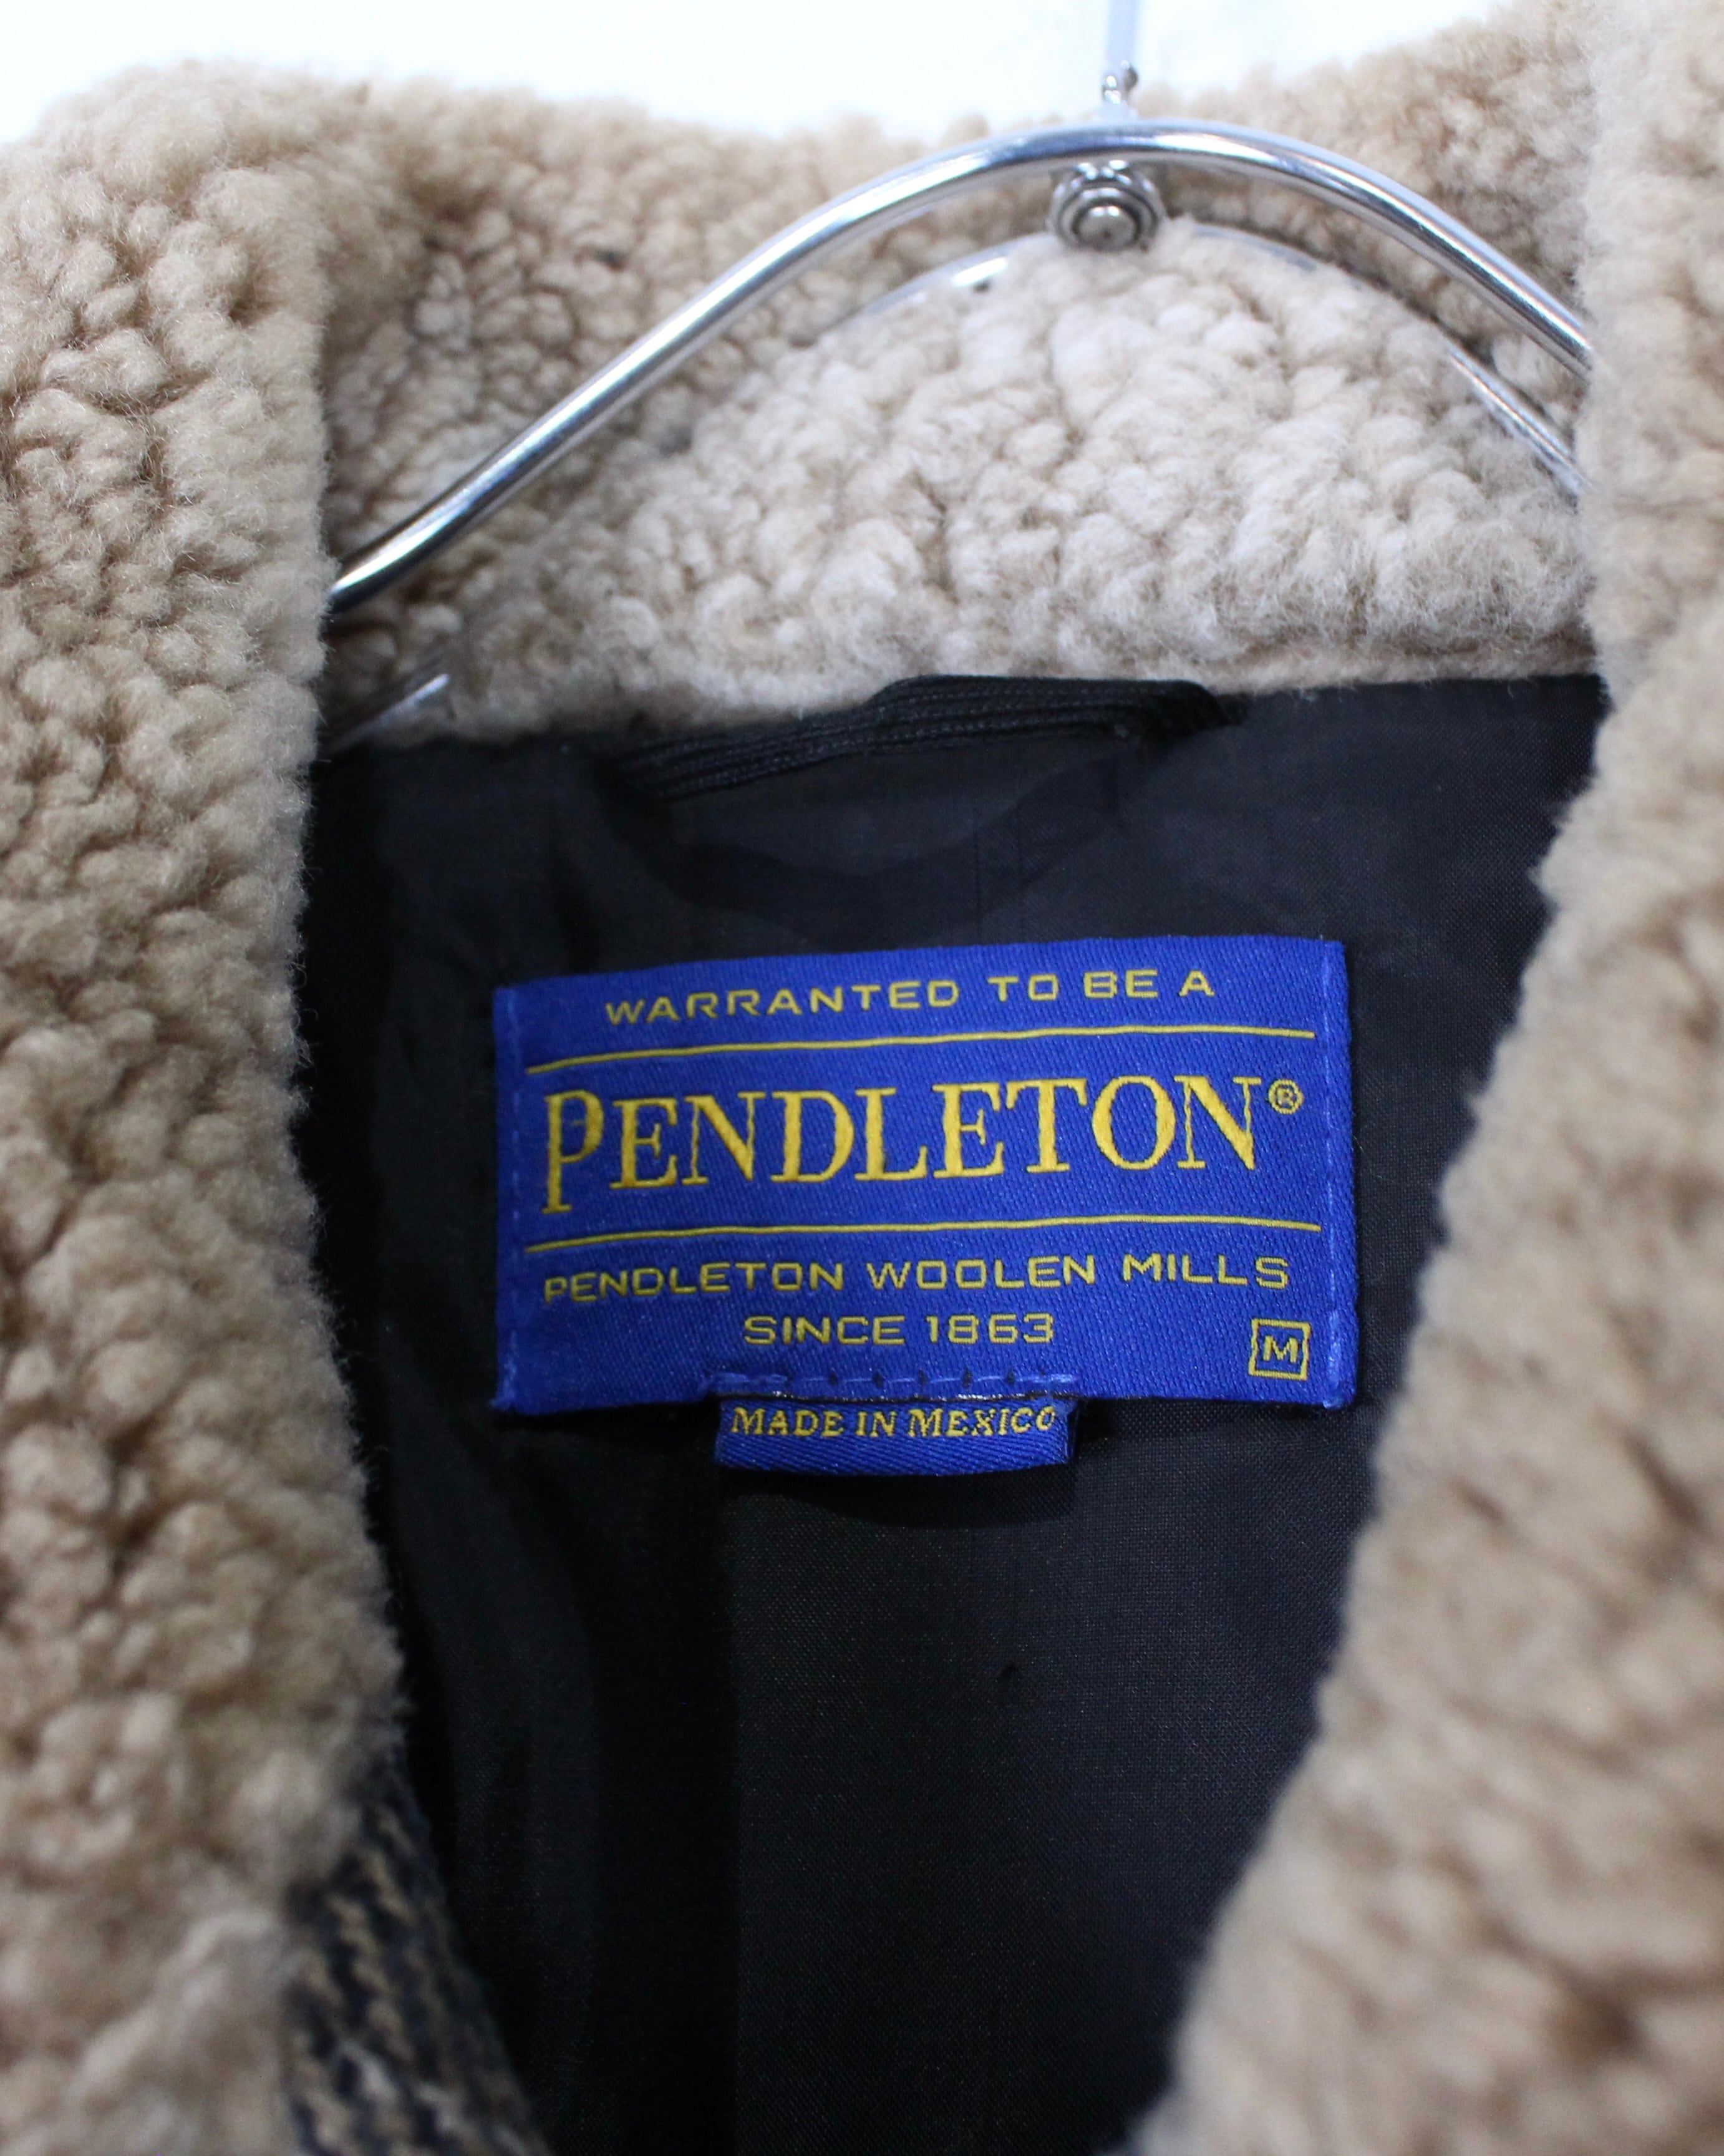 WARRANTED TO BE A
PENDLETON®
PENDLETON WOOLEN MILLS
SINCE 1863
M
MADE IN MEXICO